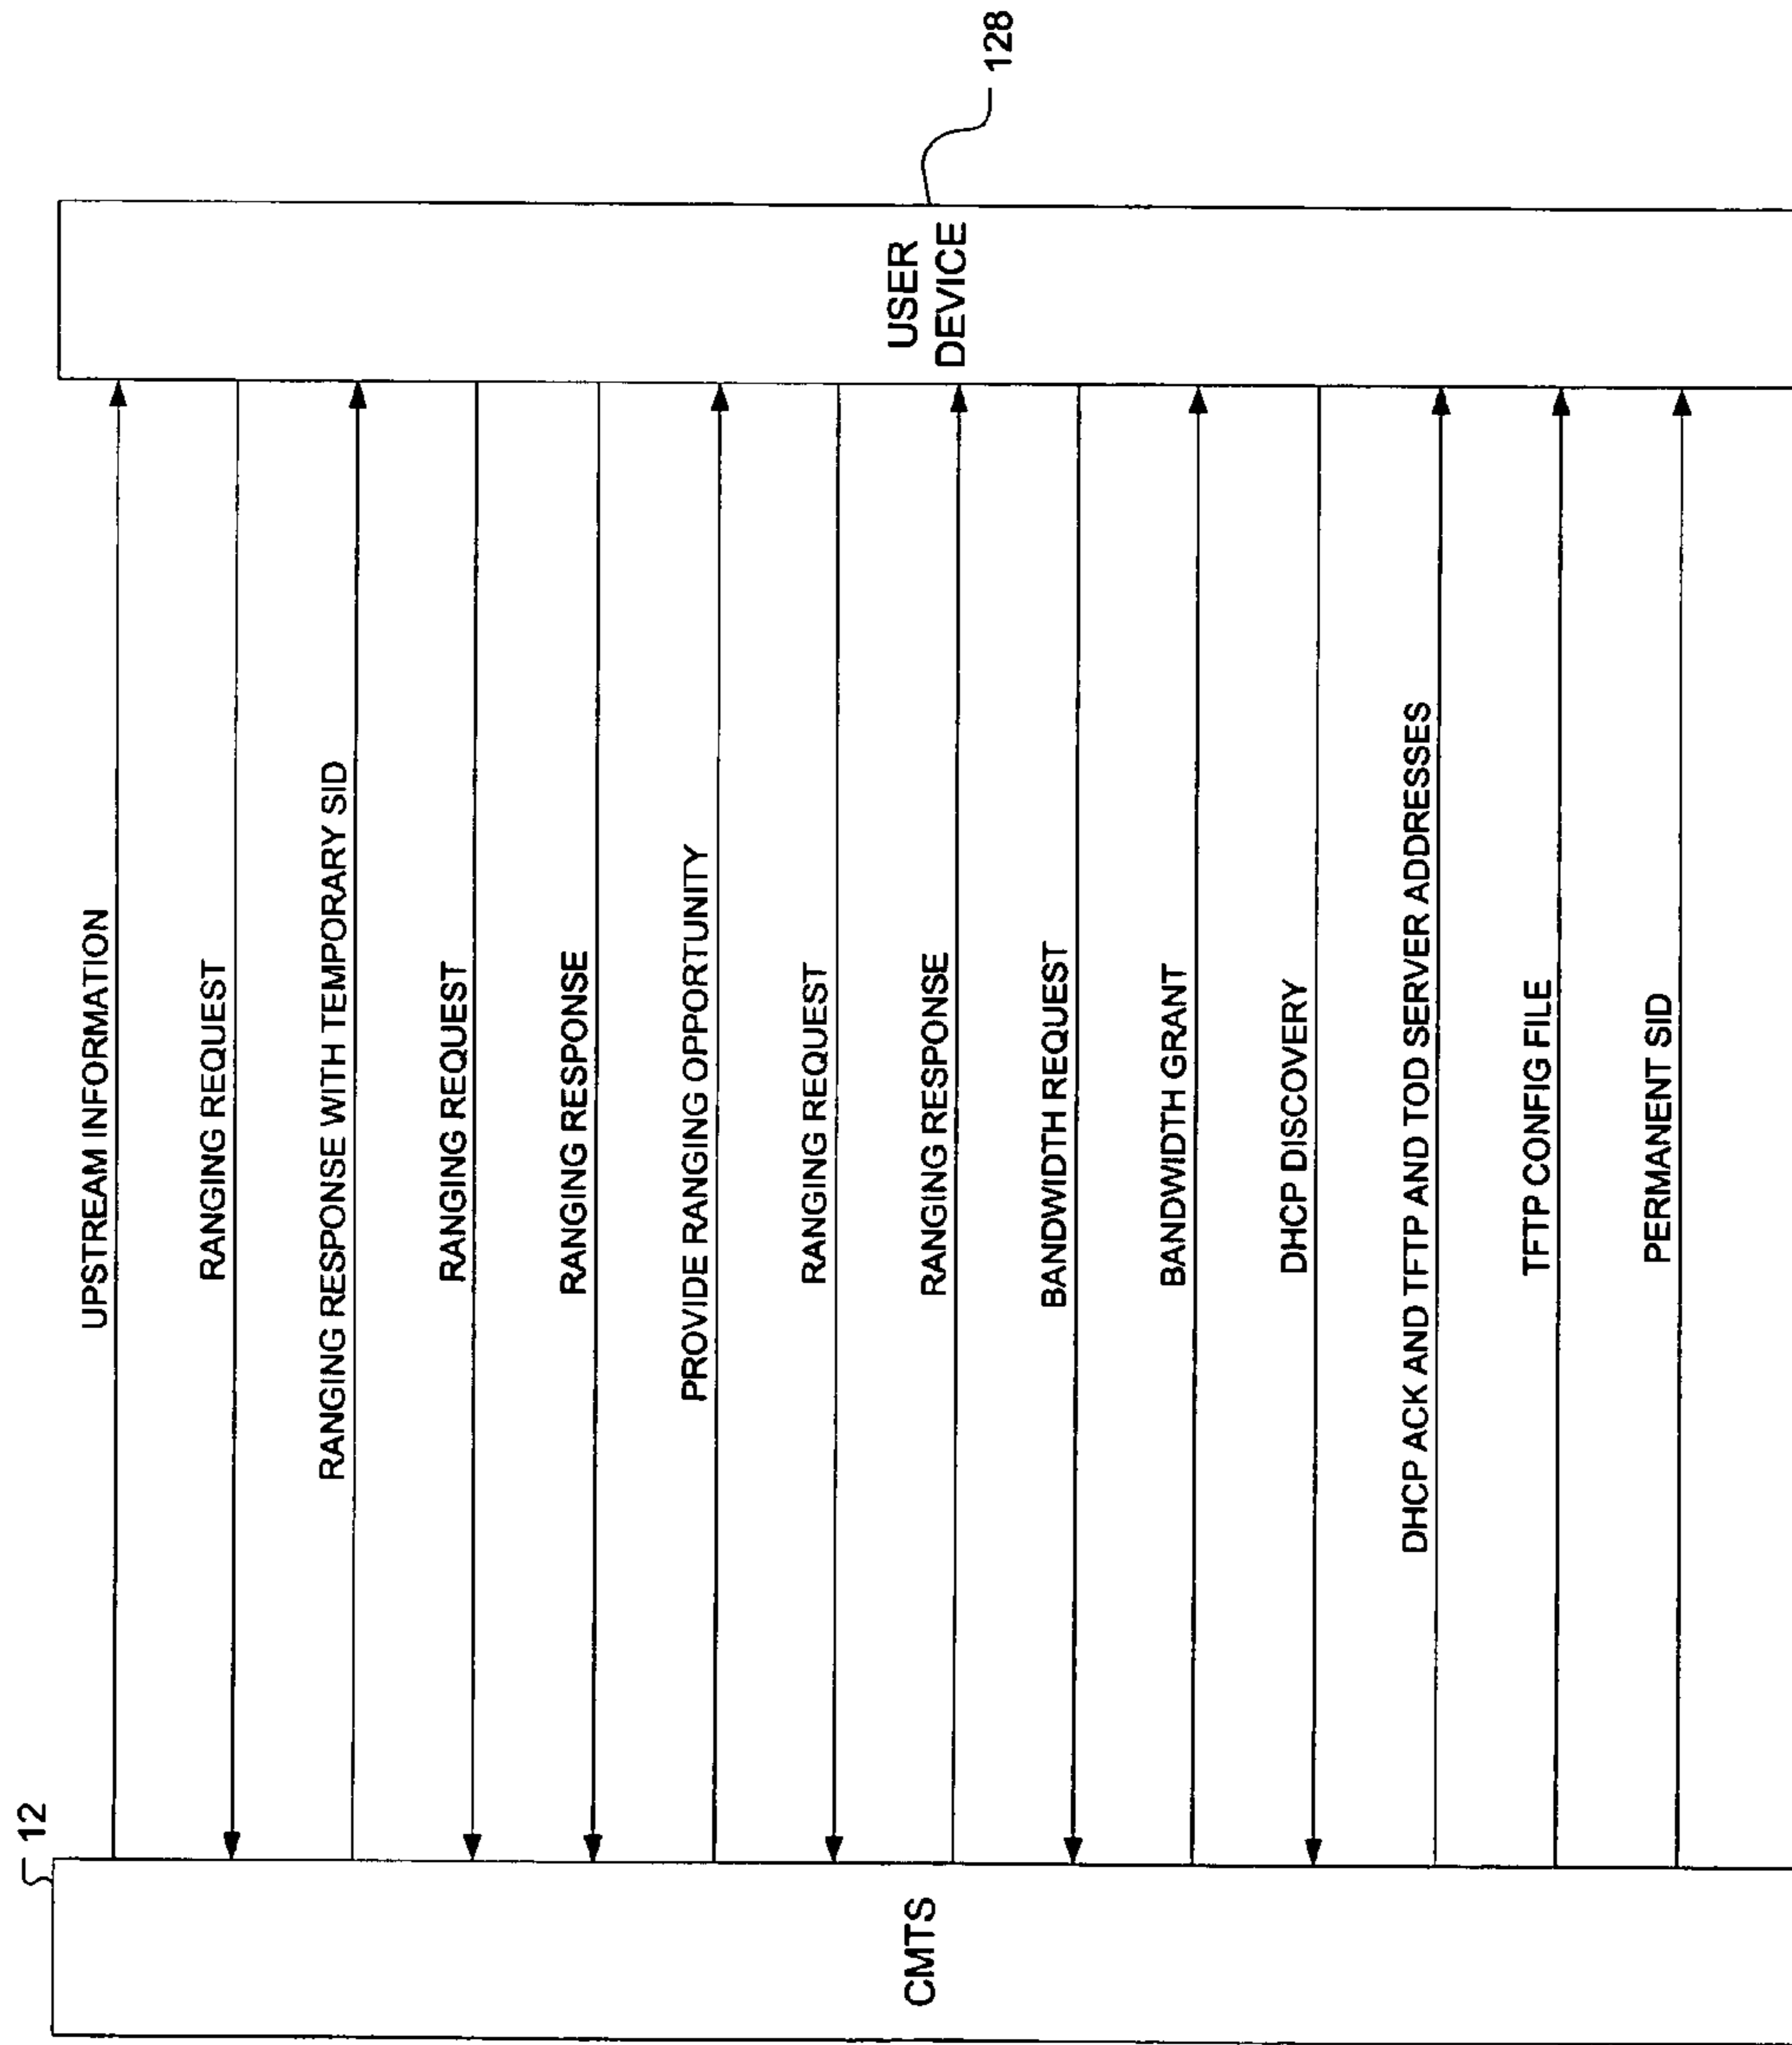 12
CMTS
UPSTREAM INFORMATION
RANGING REQUEST
RANGING RESPONSE WITH TEMPORARY SID
RANGING REQUEST
RANGING RESPONSE
PROVIDE RANGING OPPORTUNITY
RANGING REQUEST
RANGING RESPONSE
BANDWIDTH REQUEST
BANDWIDTH GRANT
DHCP DISCOVERY
DHCP ACK AND TFTP AND TOD SERVER ADDRESSES
TFTP CONFIG FILE
PERMANENT SID
USER
DEVICE
128